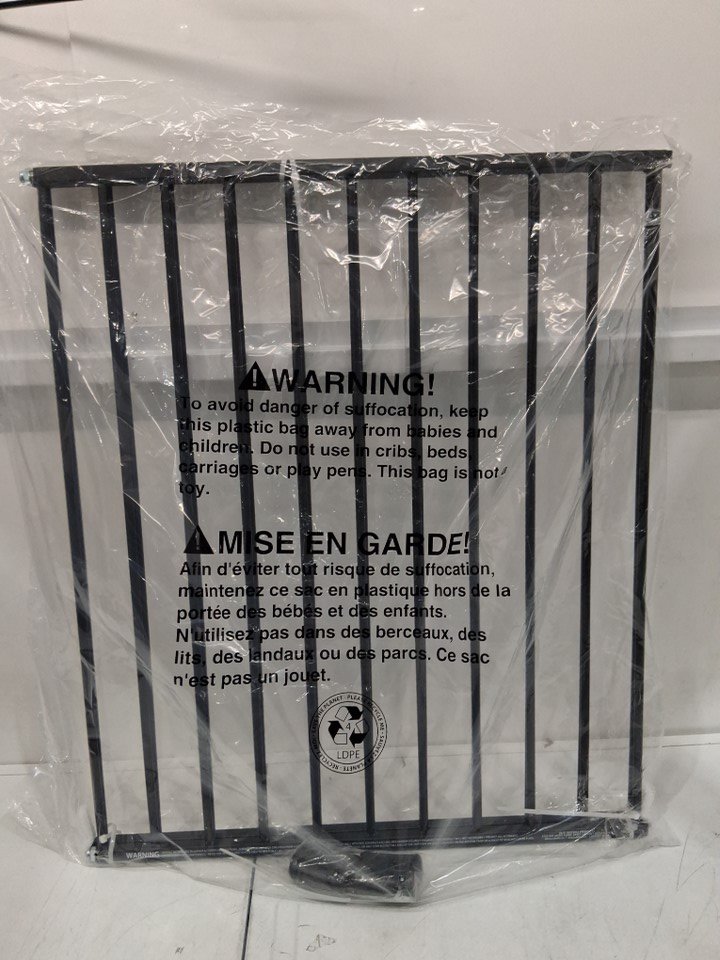 WARNING!
To avoid danger of suffocation, keep
this plastic bag away from babies and
children. Do not use in cribs, beds,
carriages or play pens. This bag is not
toy.
MISE EN GARDE!
Afin d'éviter tout risque de suffocation,
maintenez ce sac en plastique hors de la
portée des bébés et des enfants.
N'utilisez pas dans des berceaux, des
lits, des landaux ou des parcs. Ce sac
n'est pas un jouet.
4
LDPE
WARNING